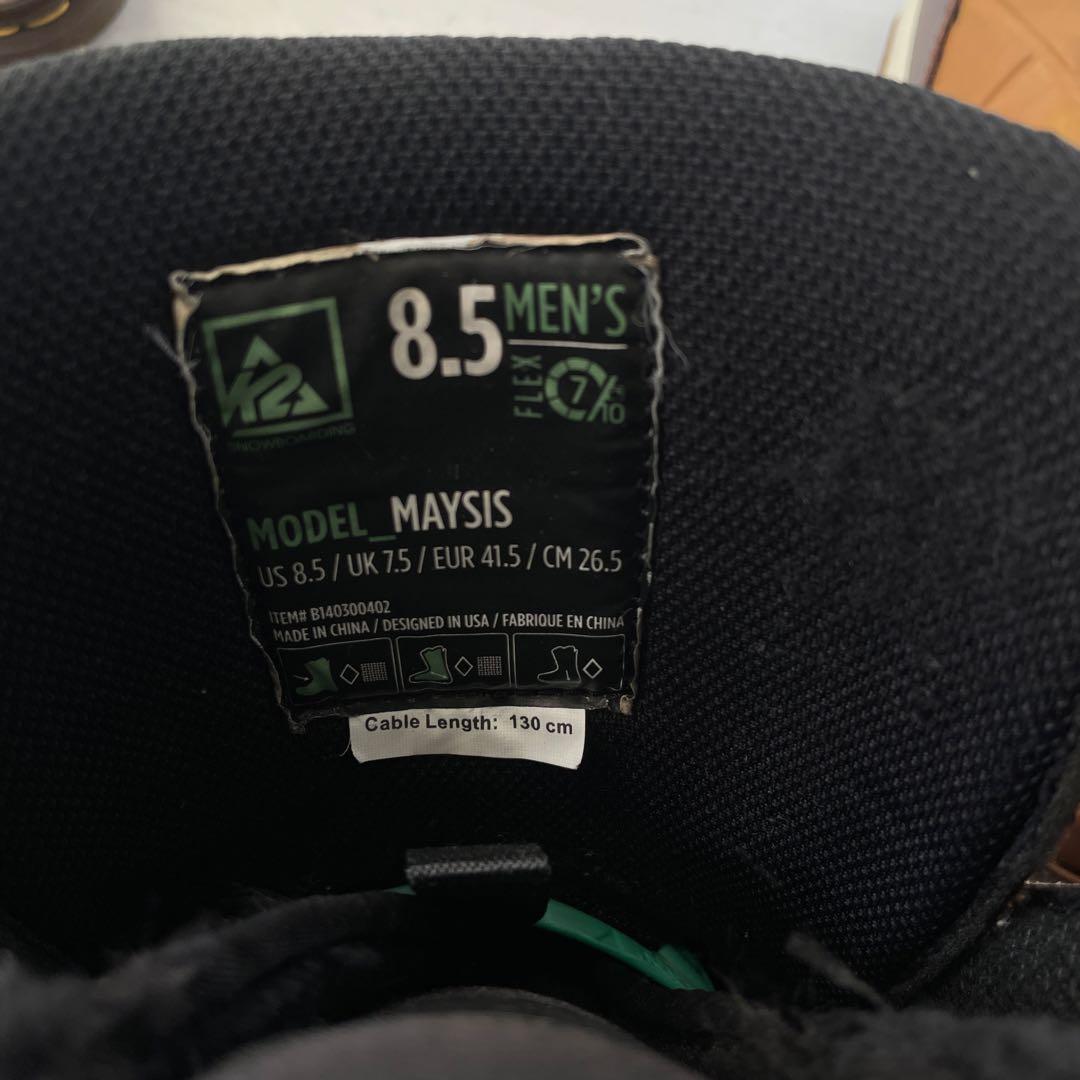 K2
SNOWBOARDING
8.5 MEN'S
FLEX 7/10
MODEL_MAYSIS
US 8.5 / UK 7.5 / EUR 41.5 / CM 26.5
ITEM# B140300402
MADE IN CHINA / DESIGNED IN USA / FABRIQUE EN CHINA
Cable Length: 130 cm